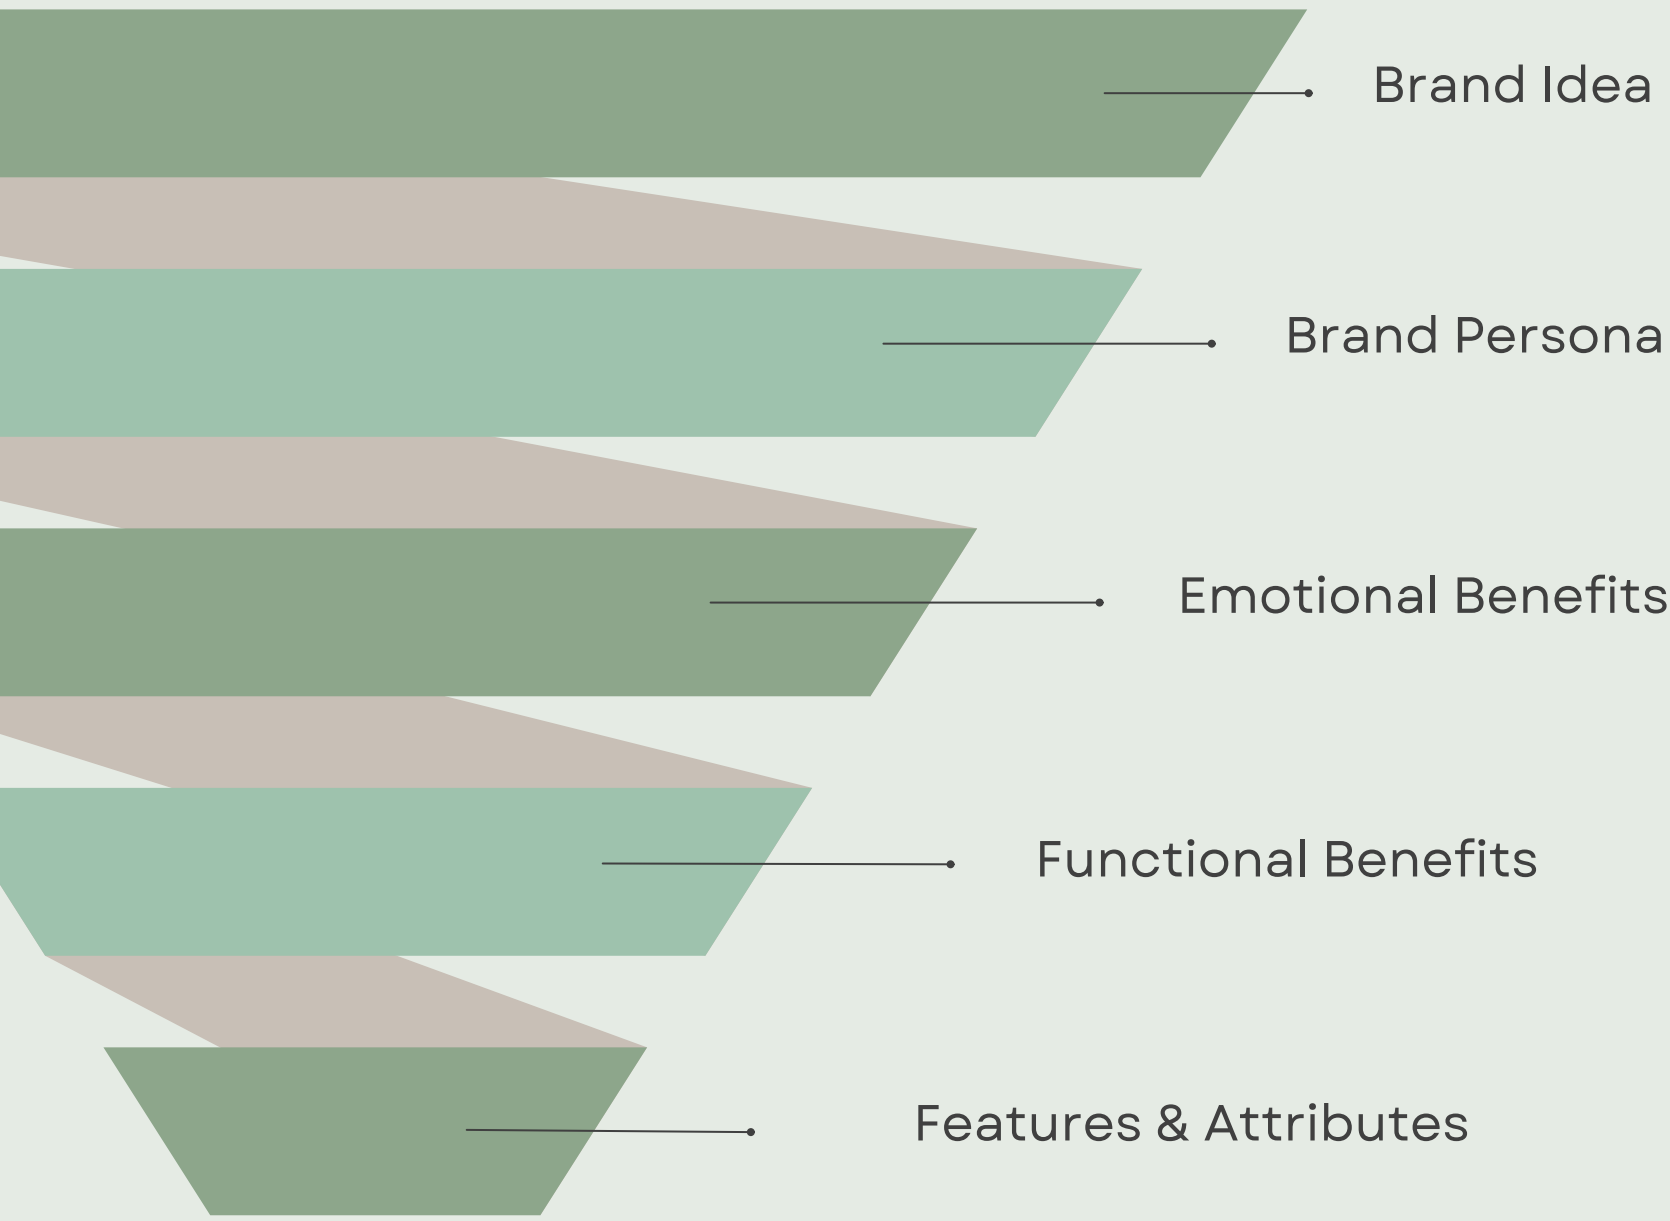 Brand Idea
Brand Persona
Emotional Benefits
Functional Benefits
Features & Attributes